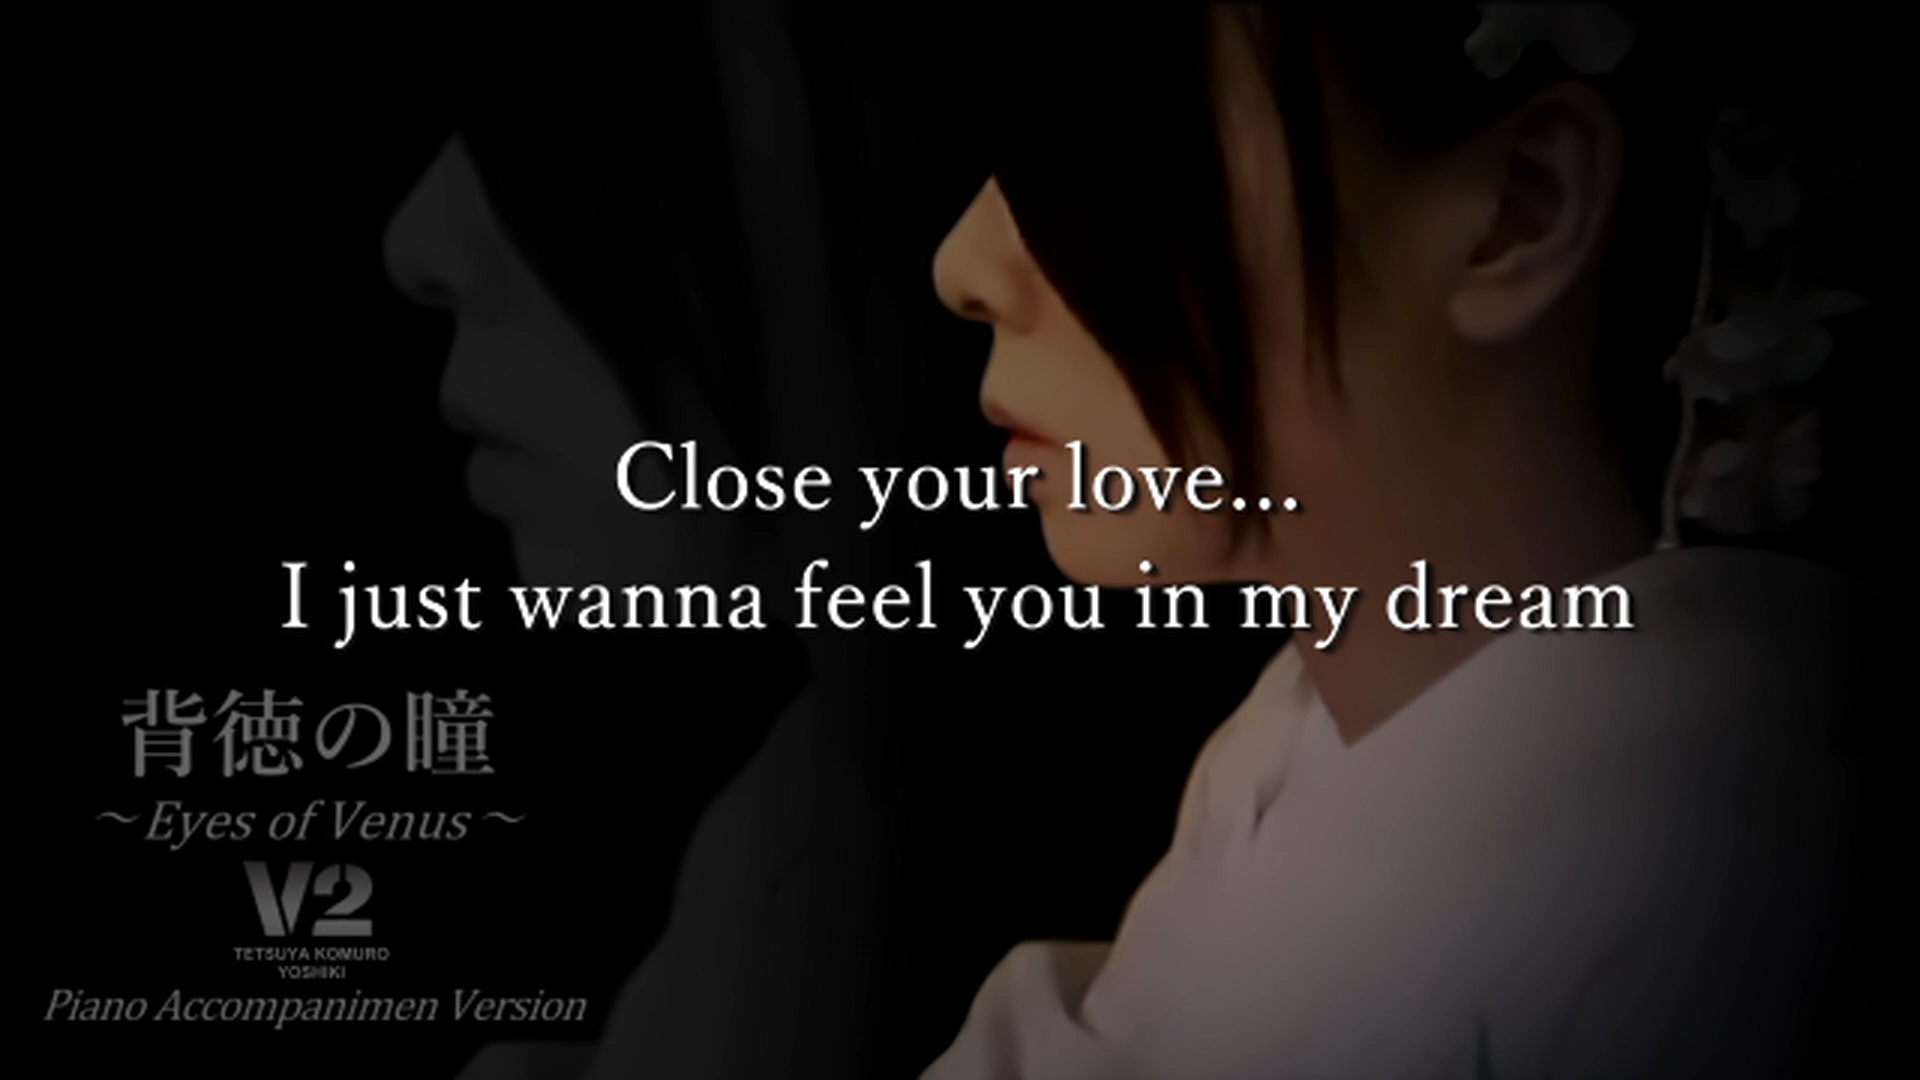 Close your love...
I just wanna feel you in my dream
背徳の瞳
～Eyes of Venus～
V2
TETSUYA KOMURO
YOSHIKI
Piano Accompanimen Version